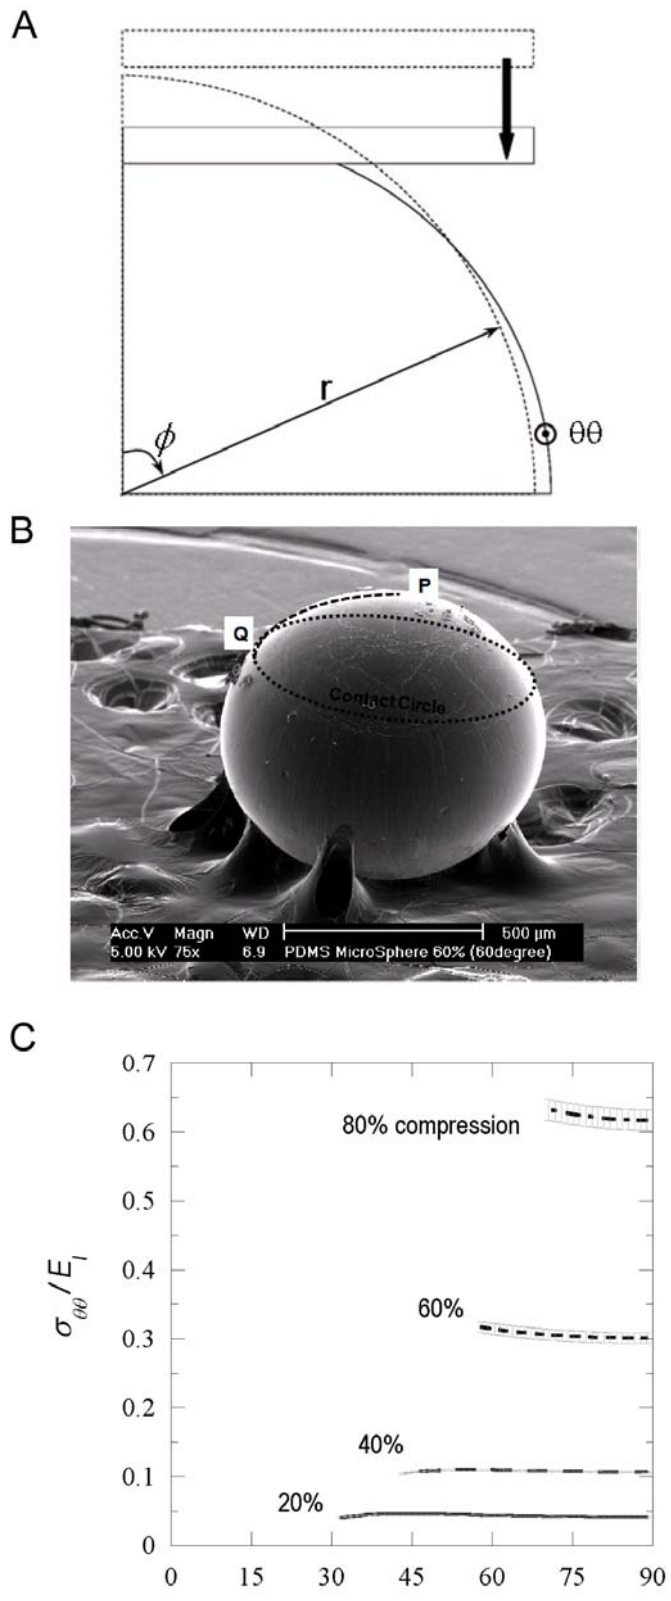 A
r
ϕ
θθ
B
P
Q
Contact Circle
Acc.V Magn WD 500 µm
5.00 kV 75x 6.9 PDMS MicroSphere 60% (60degree)
C
0.7
80% compression
0.6
0.5
0.4
60%
0.3
0.2
40%
0.1
20%
0
σθθ / El
0 15 30 45 60 75 90